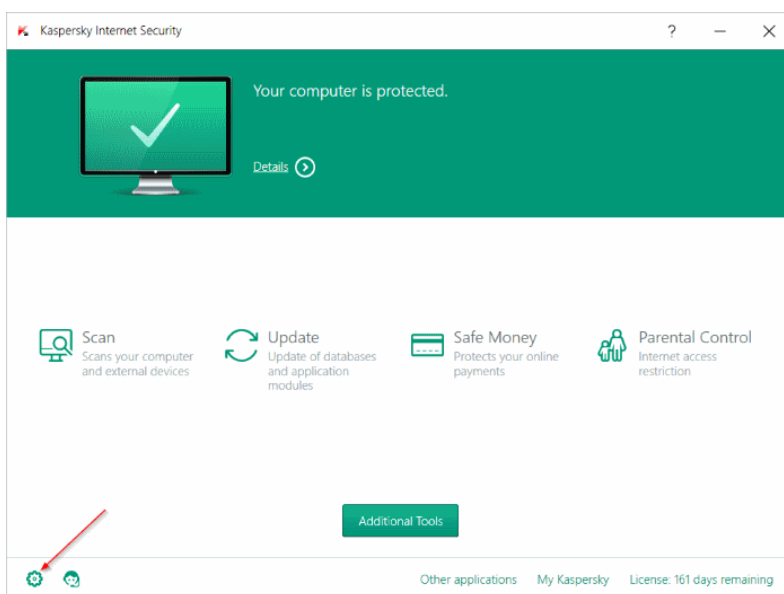 Kaspersky Internet Security
?
Your computer is protected.
Details
Scan
Scans your computer
and external devices
Update
Update of databases
and application
modules
Safe Money
Protects your online
payments
Parental Control
Internet access
restriction
Additional Tools
Other applications
My Kaspersky
License: 161 days remaining